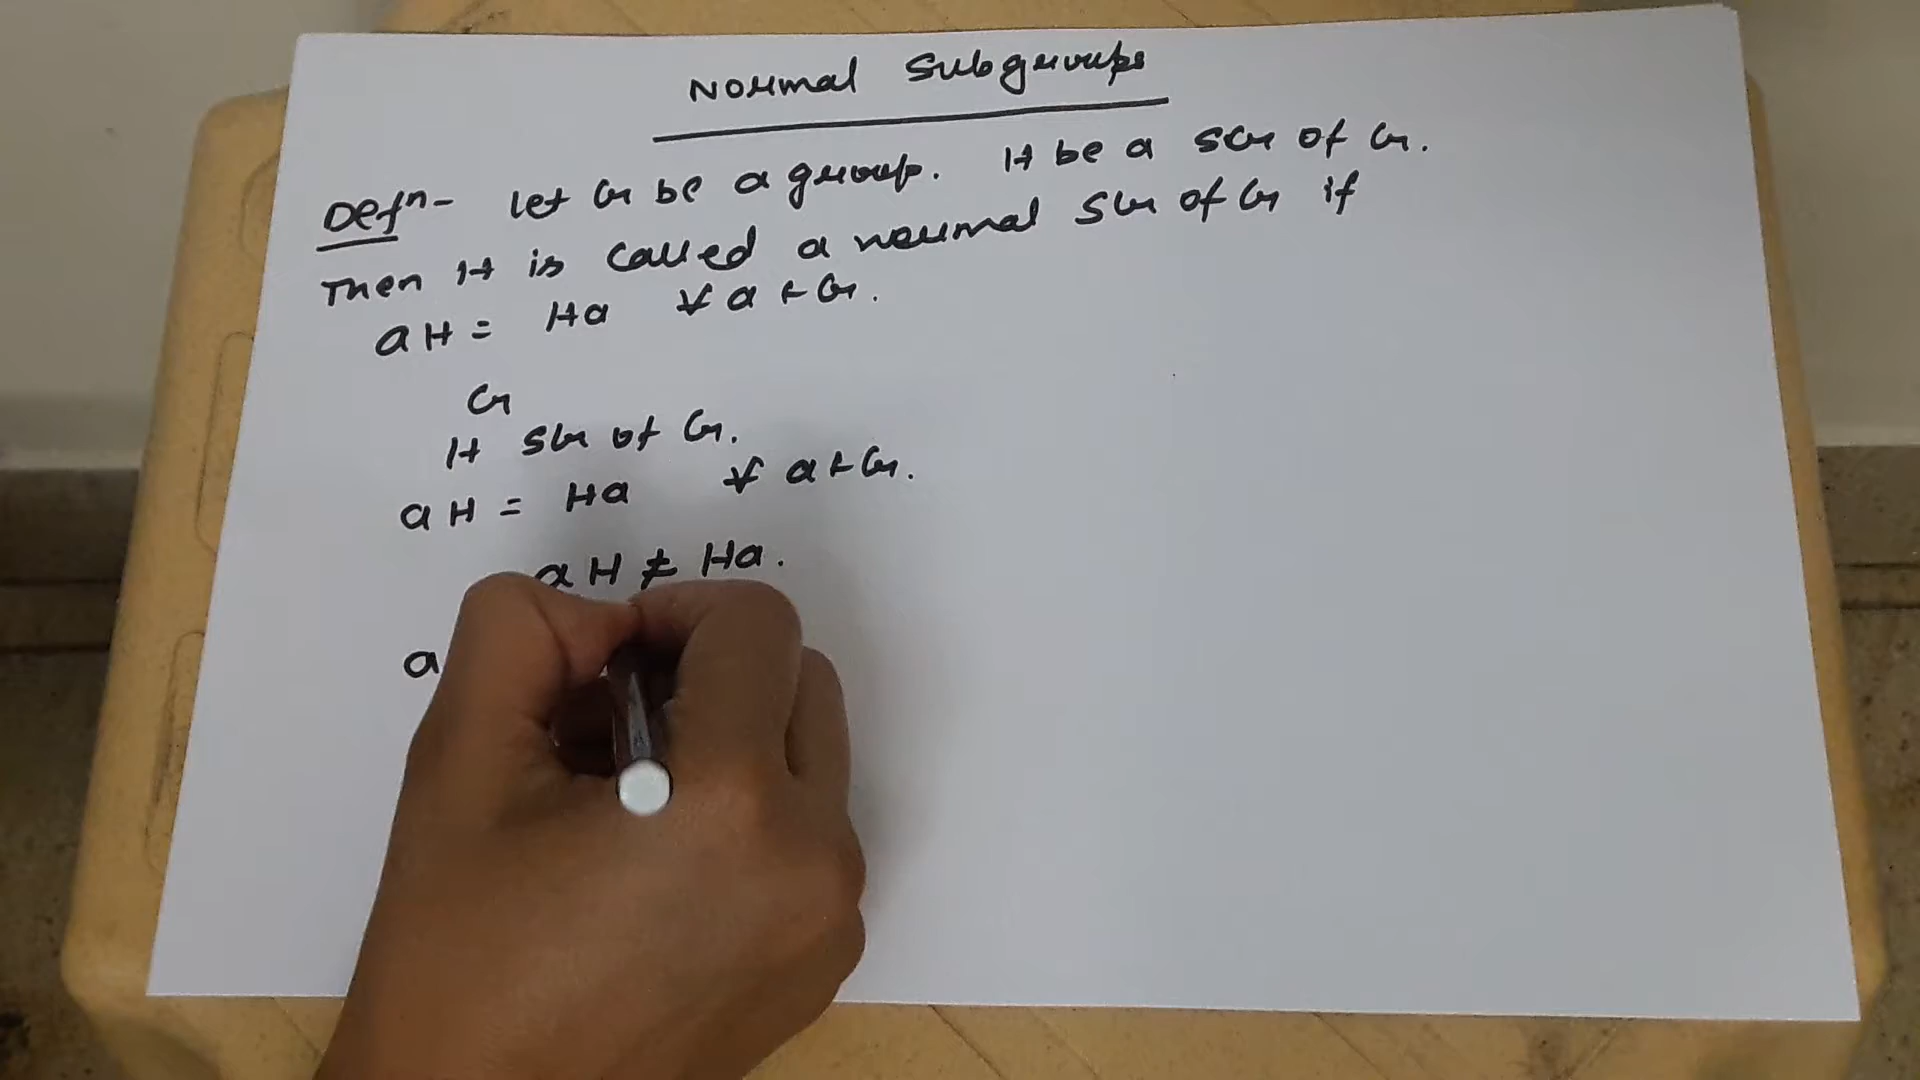 Normal Subgroups
Defn- Let G be a group. H be a SG of G.
Then H is called a normal SG of G if
aH = Ha ∀ a ∈ G.
G
H SG of G.
aH = Ha ∀ a ∈ G.
aH ≠ Ha.
a